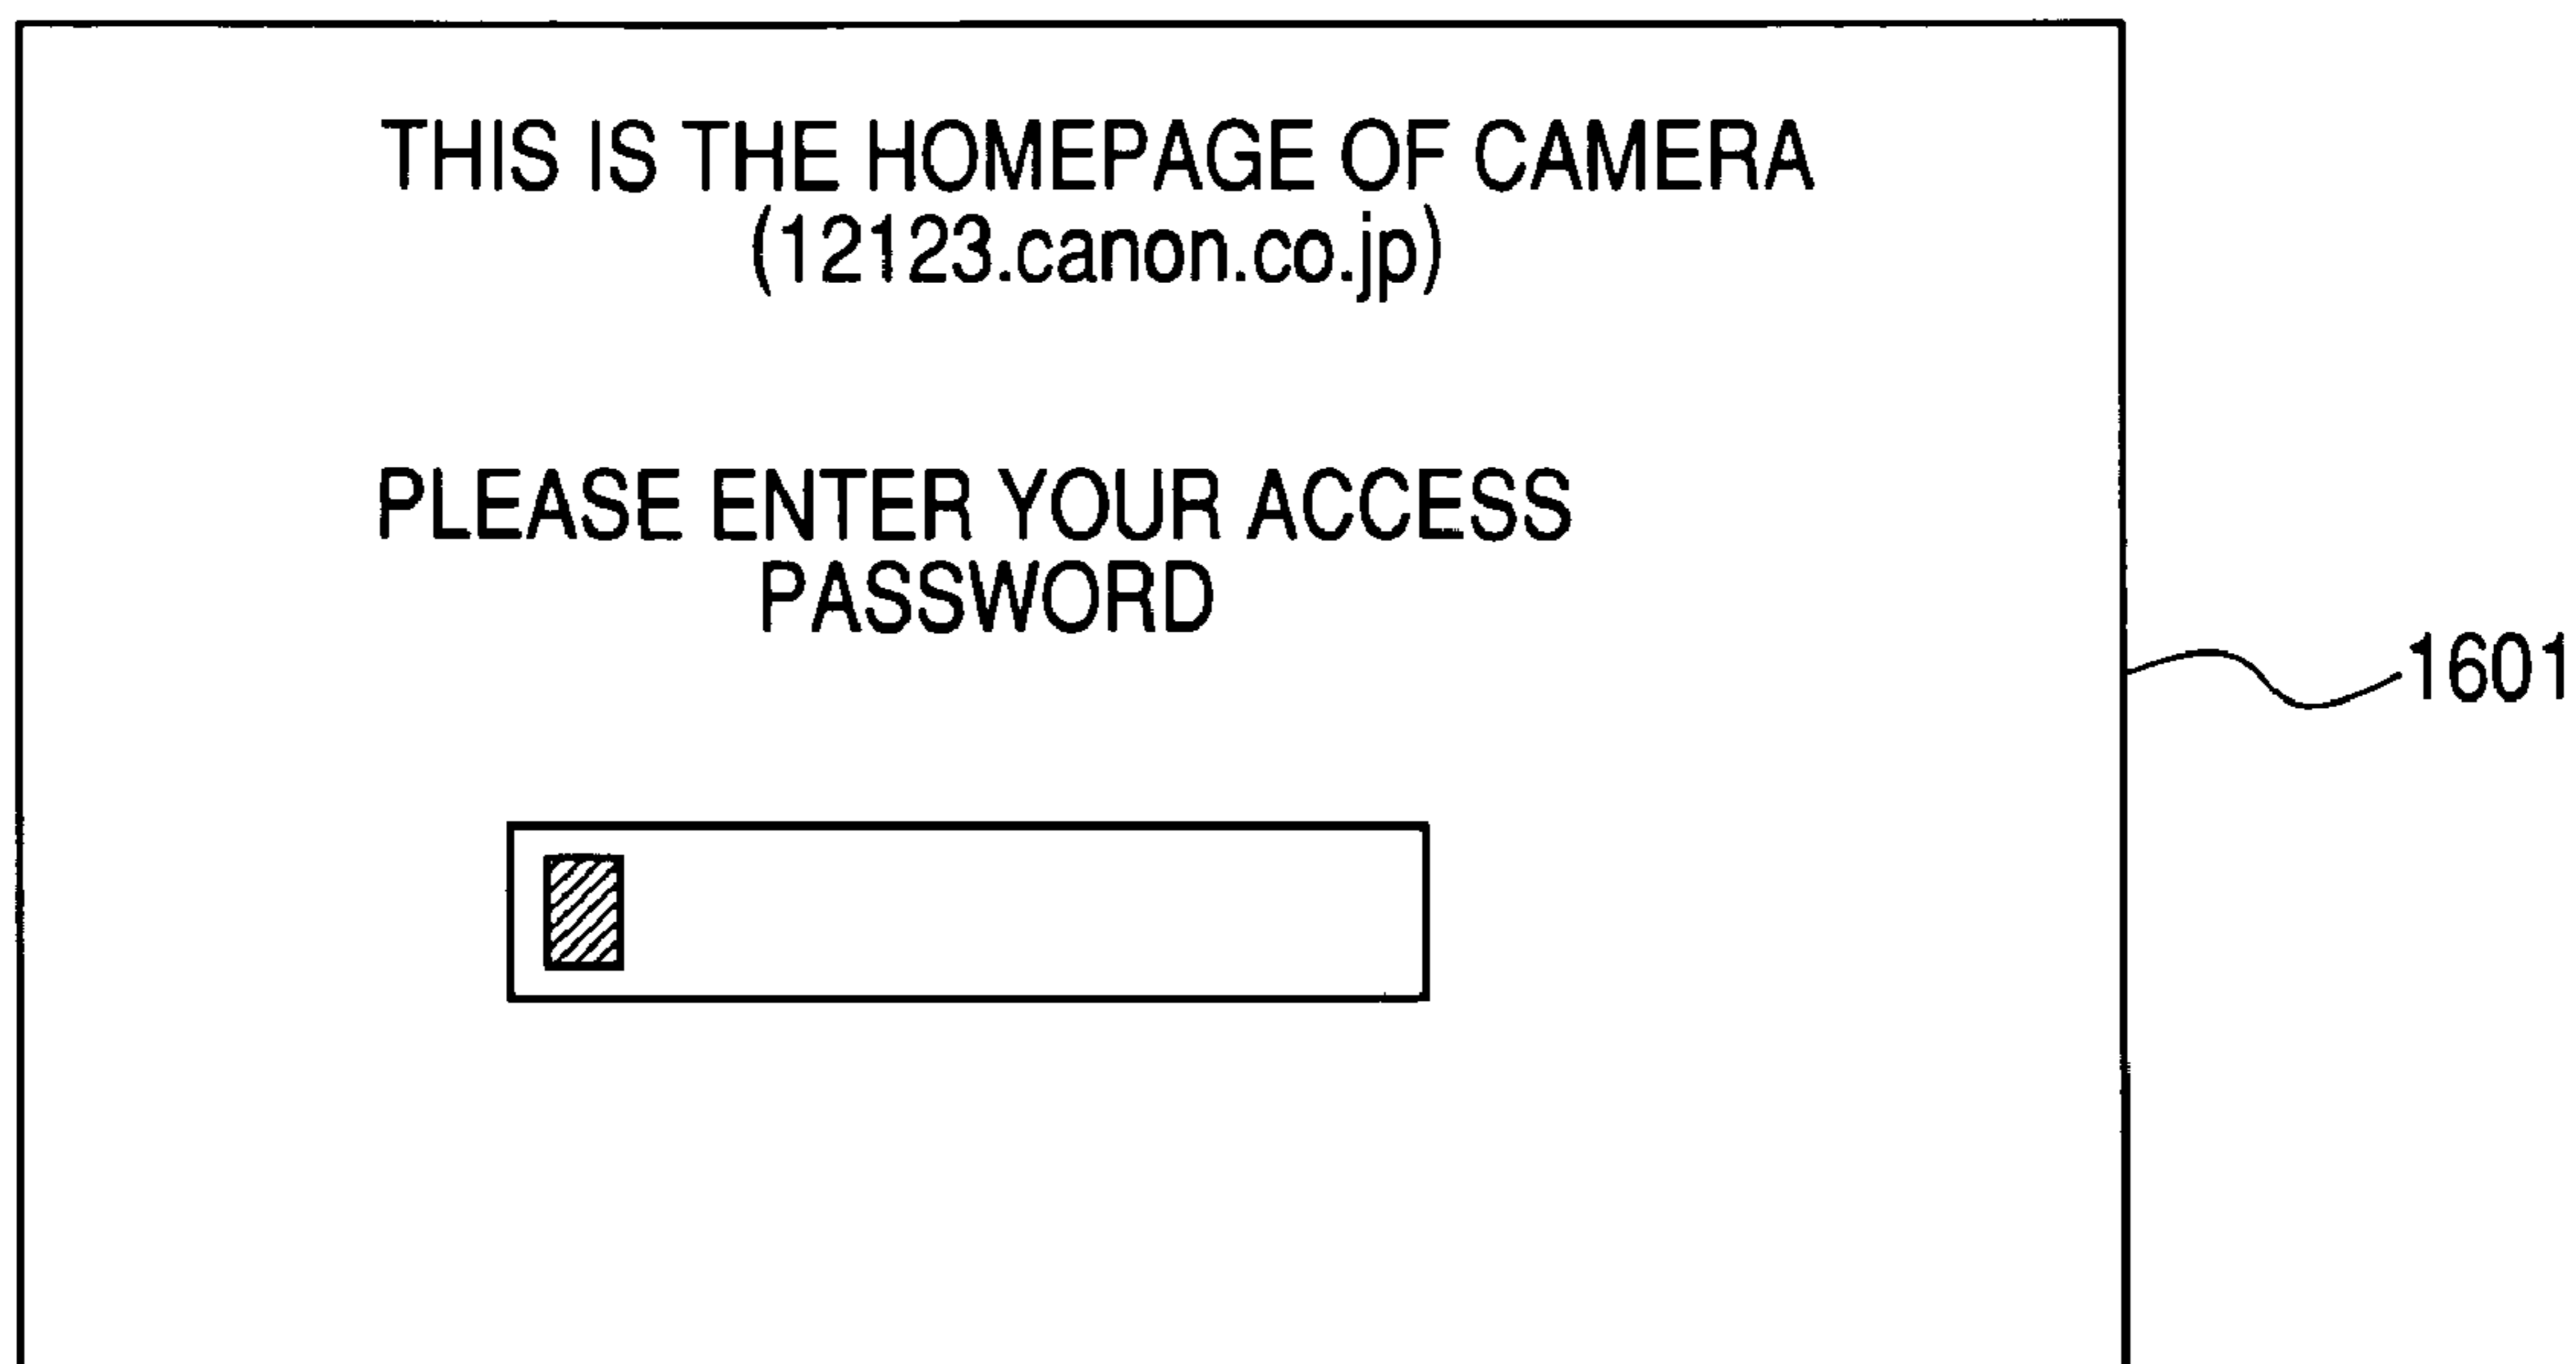 THIS IS THE HOMEPAGE OF CAMERA
(12123.canon.co.jp)
PLEASE ENTER YOUR ACCESS
PASSWORD
1601